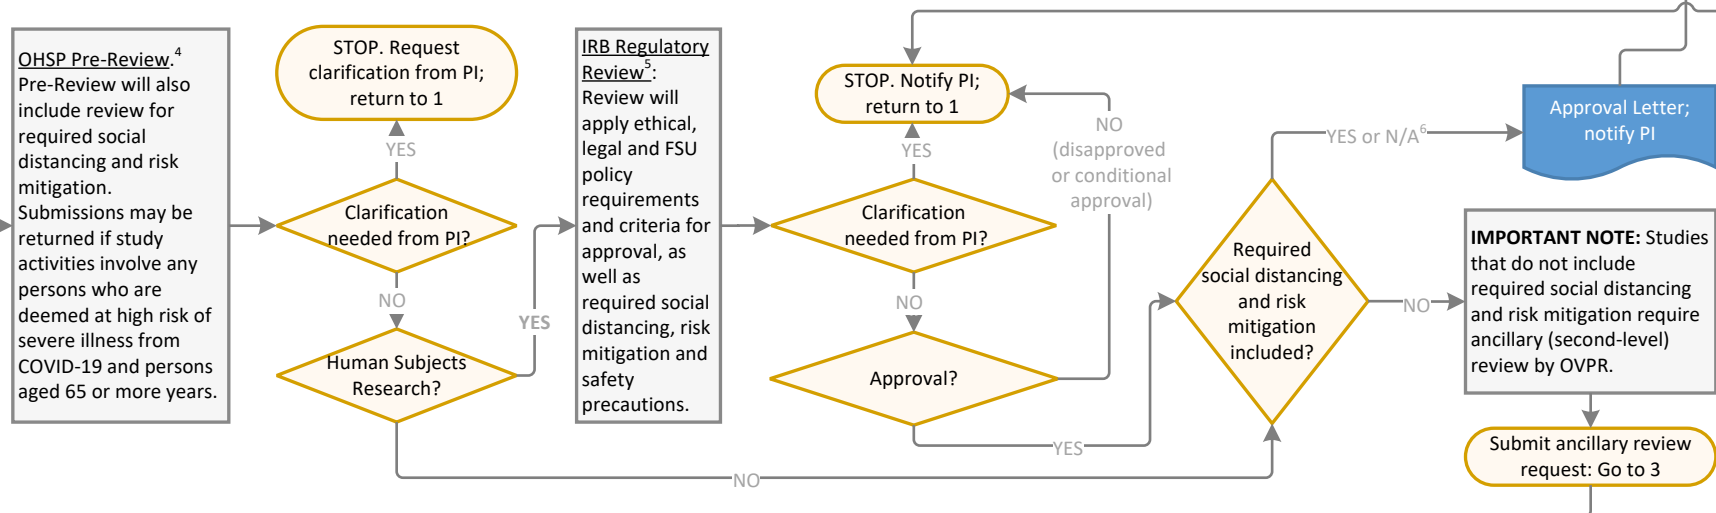 OHSP Pre-Review.4
Pre-Review will also
include review for
required social
distancing and risk
mitigation.
Submissions may be
returned if study
activities involve any
persons who are
deemed at high risk of
severe illness from
COVID-19 and persons
aged 65 or more years.
STOP. Request
clarification from PI;
return to 1
YES
Clarification
needed from PI?
NO
Human Subjects
Research?
YES
NO
IRB Regulatory
Review5:
Review will
apply ethical,
legal and FSU
policy
requirements
and criteria for
approval, as
well as
required social
distancing, risk
mitigation and
safety
precautions.
STOP. Notify PI;
return to 1
YES
Clarification
needed from PI?
NO
Approval?
NO
(disapproved
or conditional
approval)
YES
Required
social distancing
and risk
mitigation
included?
YES or N/A6
Approval Letter;
notify PI
NO
IMPORTANT NOTE: Studies
that do not include
required social distancing
and risk mitigation require
ancillary (second-level)
review by OVPR.
Submit ancillary review
request: Go to 3